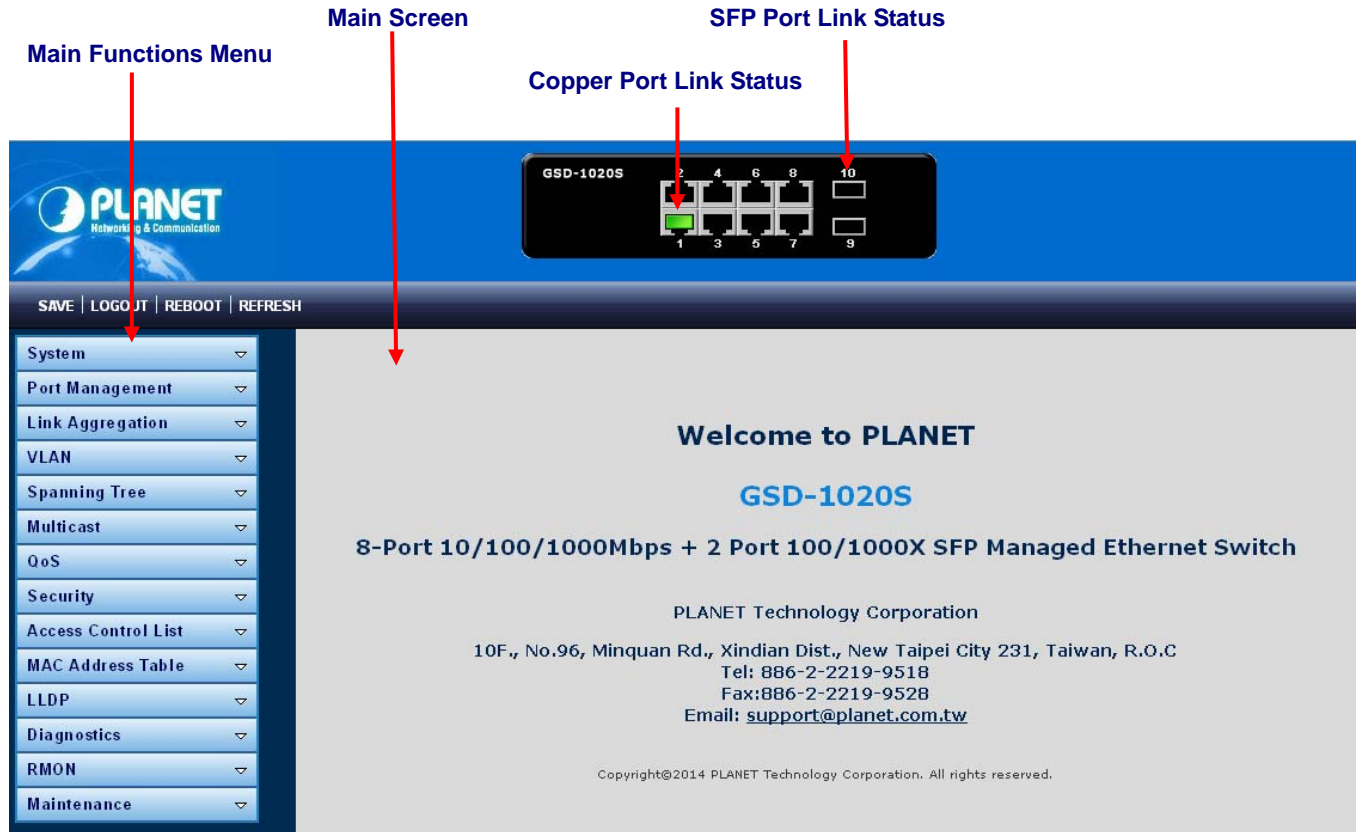 Main Screen
SFP Port Link Status
Main Functions Menu
Copper Port Link Status
PLANET
Networking & Communication
GSD-1020S
2 4 6 8 10
1 3 5 7 9
SAVE | LOGOUT | REBOOT | REFRESH
System
Port Management
Link Aggregation
VLAN
Spanning Tree
Multicast
QoS
Security
Access Control List
MAC Address Table
LLDP
Diagnostics
RMON
Maintenance
Welcome to PLANET
GSD-1020S
8-Port 10/100/1000Mbps + 2 Port 100/1000X SFP Managed Ethernet Switch
PLANET Technology Corporation
10F., No.96, Minquan Rd., Xindian Dist., New Taipei City 231, Taiwan, R.O.C
Tel: 886-2-2219-9518
Fax:886-2-2219-9528
Email: support@planet.com.tw
Copyright©2014 PLANET Technology Corporation. All rights reserved.